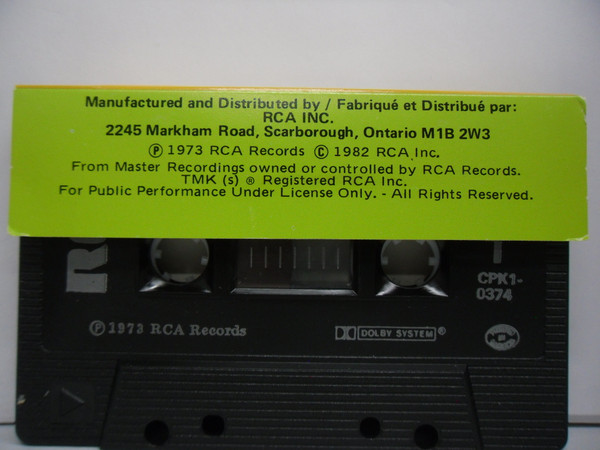 Manufactured and Distributed by / Fabriqué et Distribué par:
RCA INC.
2245 Markham Road, Scarborough, Ontario M1B 2W3
Ⓟ 1973 RCA Records Ⓒ 1982 RCA Inc.
From Master Recordings owned or controlled by RCA Records.
TMK (s) ® Registered RCA Inc.
For Public Performance Under License Only. - All Rights Reserved.
CPK1-
0374
Ⓟ 1973 RCA Records
DOLBY SYSTEM ®